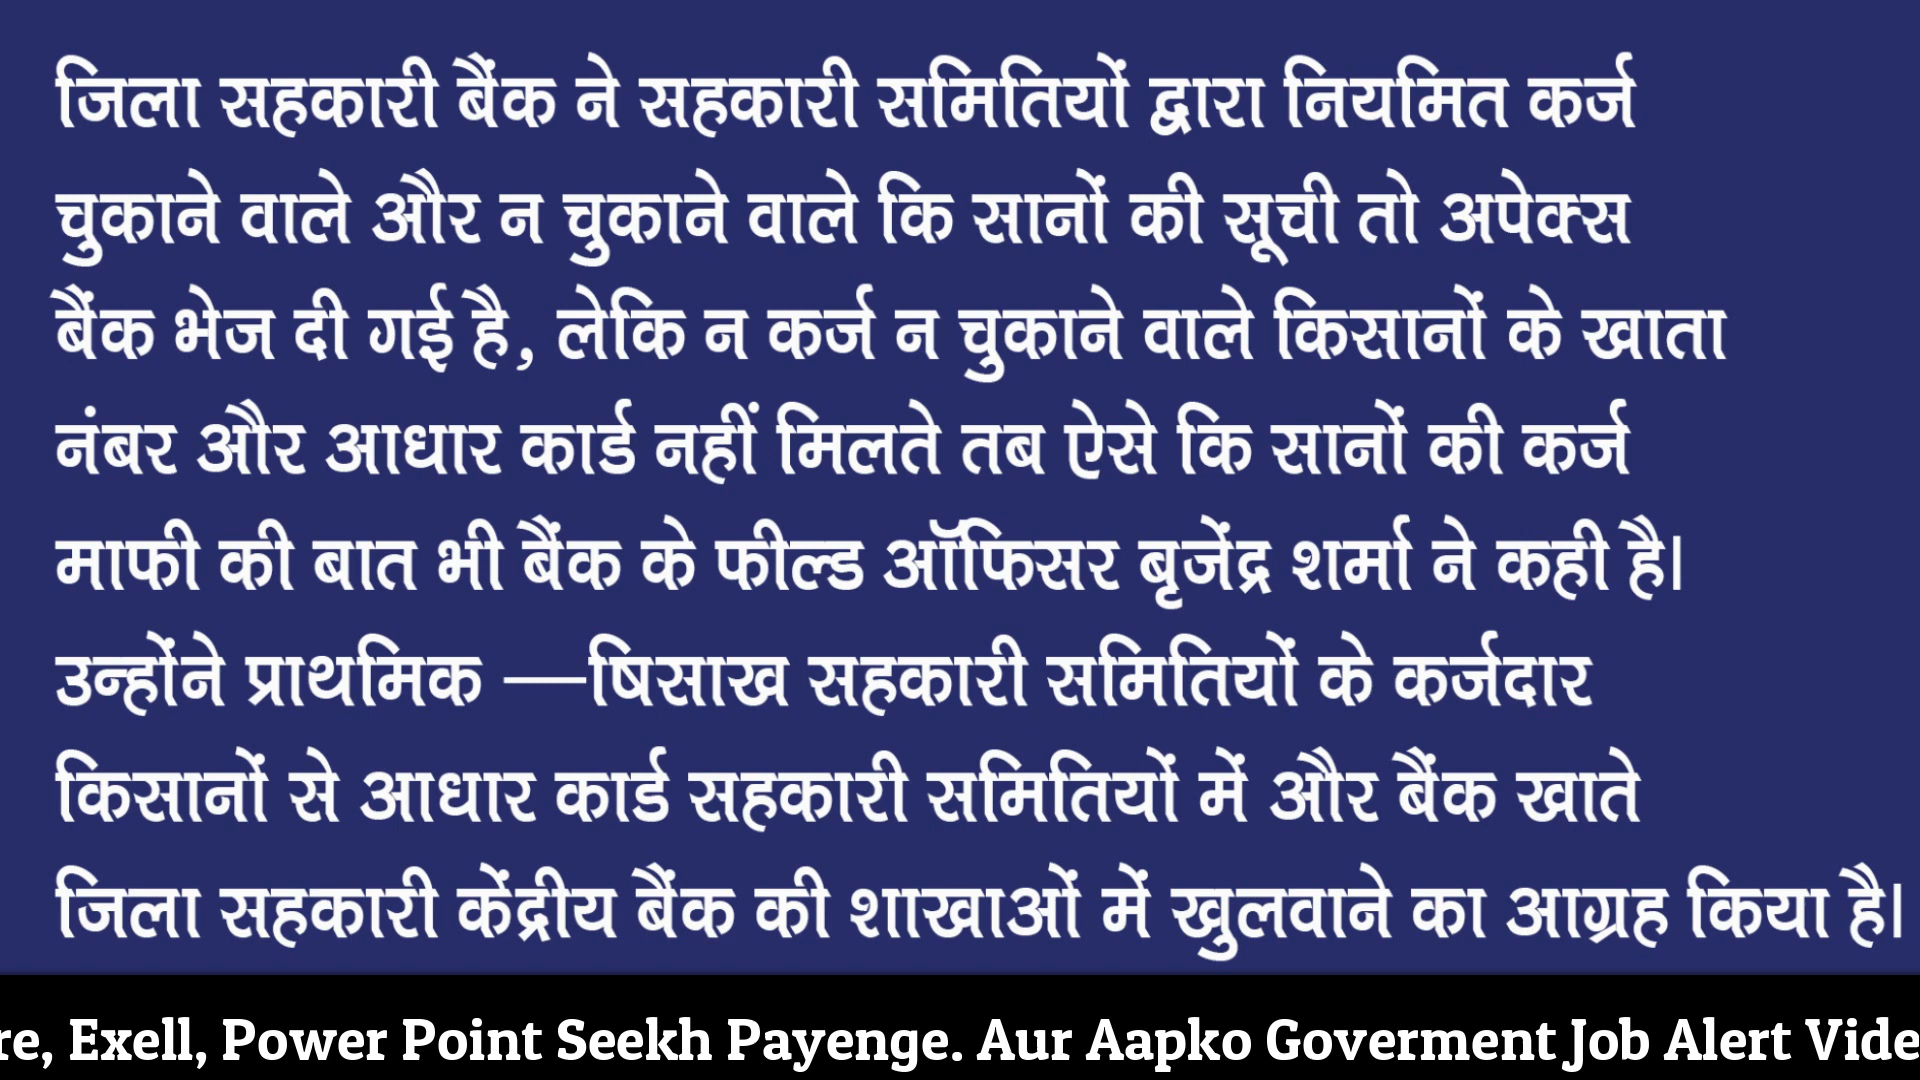 जिला सहकारी बैंक ने सहकारी समितियों द्वारा नियमित कर्ज
चुकाने वाले और न चुकाने वाले कि सानों की सूची तो अपेक्स
बैंक भेज दी गई है, लेकि न कर्ज न चुकाने वाले किसानों के खाता
नंबर और आधार कार्ड नहीं मिलते तब ऐसे कि सानों की कर्ज
माफी की बात भी बैंक के फील्ड ऑफिसर बृजेंद्र शर्मा ने कही है।
उन्होंने प्राथमिक —षिसाख सहकारी समितियों के कर्जदार
किसानों से आधार कार्ड सहकारी समितियों में और बैंक खाते
जिला सहकारी केंद्रीय बैंक की शाखाओं में खुलवाने का आग्रह किया है।
re, Exell, Power Point Seekh Payenge. Aur Aapko Goverment Job Alert Vide